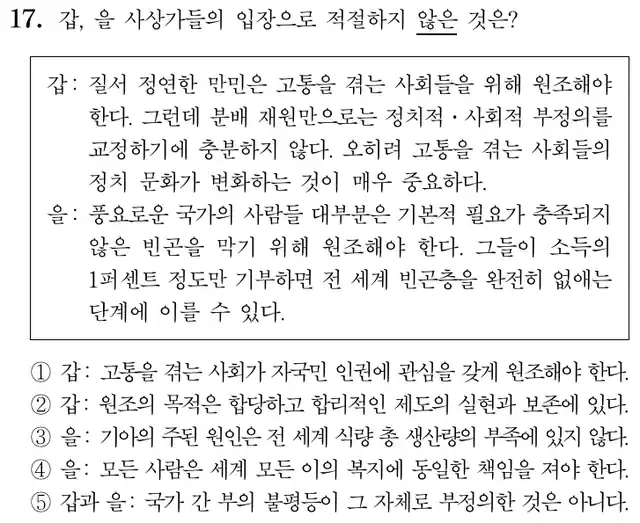 17. 갑, 을 사상가들의 입장으로 적절하지 않은 것은?
갑: 질서 정연한 만민은 고통을 겪는 사회들을 위해 원조해야
한다. 그런데 분배 재원만으로는 정치적·사회적 부정의를
교정하기에 충분하지 않다. 오히려 고통을 겪는 사회들의
정치 문화가 변화하는 것이 매우 중요하다.
을: 풍요로운 국가의 사람들 대부분은 기본적 필요가 충족되지
않은 빈곤을 막기 위해 원조해야 한다. 그들이 소득의
1퍼센트 정도만 기부하면 전 세계 빈곤층을 완전히 없애는
단계에 이를 수 있다.
① 갑: 고통을 겪는 사회가 자국민 인권에 관심을 갖게 원조해야 한다.
② 갑: 원조의 목적은 합당하고 합리적인 제도의 실현과 보존에 있다.
③ 을: 기아의 주된 원인은 전 세계 식량 총 생산량의 부족에 있지 않다.
④ 을: 모든 사람은 세계 모든 이의 복지에 동일한 책임을 져야 한다.
⑤ 갑과 을: 국가 간 부의 불평등이 그 자체로 부정의한 것은 아니다.